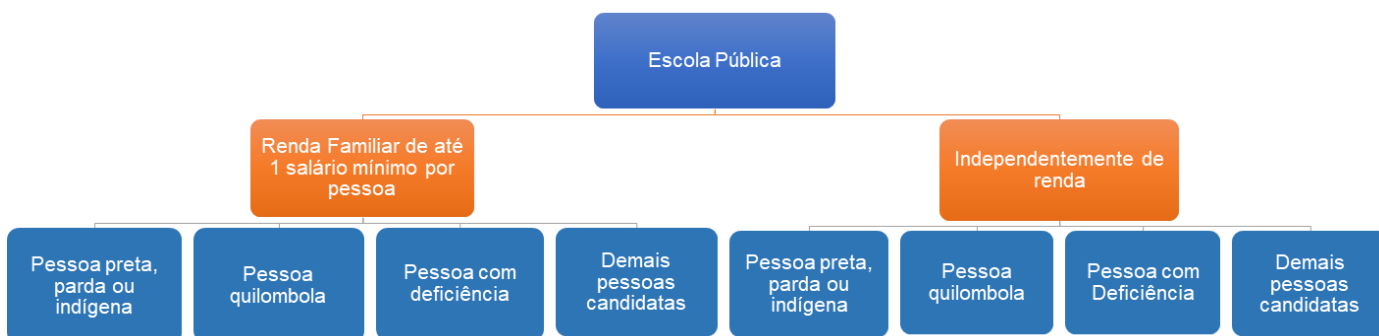 Escola Pública
Renda Familiar de até
1 salário mínimo por
pessoa
Independentemente de
renda
Pessoa preta,
parda ou
indígena
Pessoa
quilombola
Pessoa com
deficiência
Demais
pessoas
candidatas
Pessoa preta,
parda ou
indígena
Pessoa
quilombola
Pessoa com
Deficiência
Demais
pessoas
candidatas